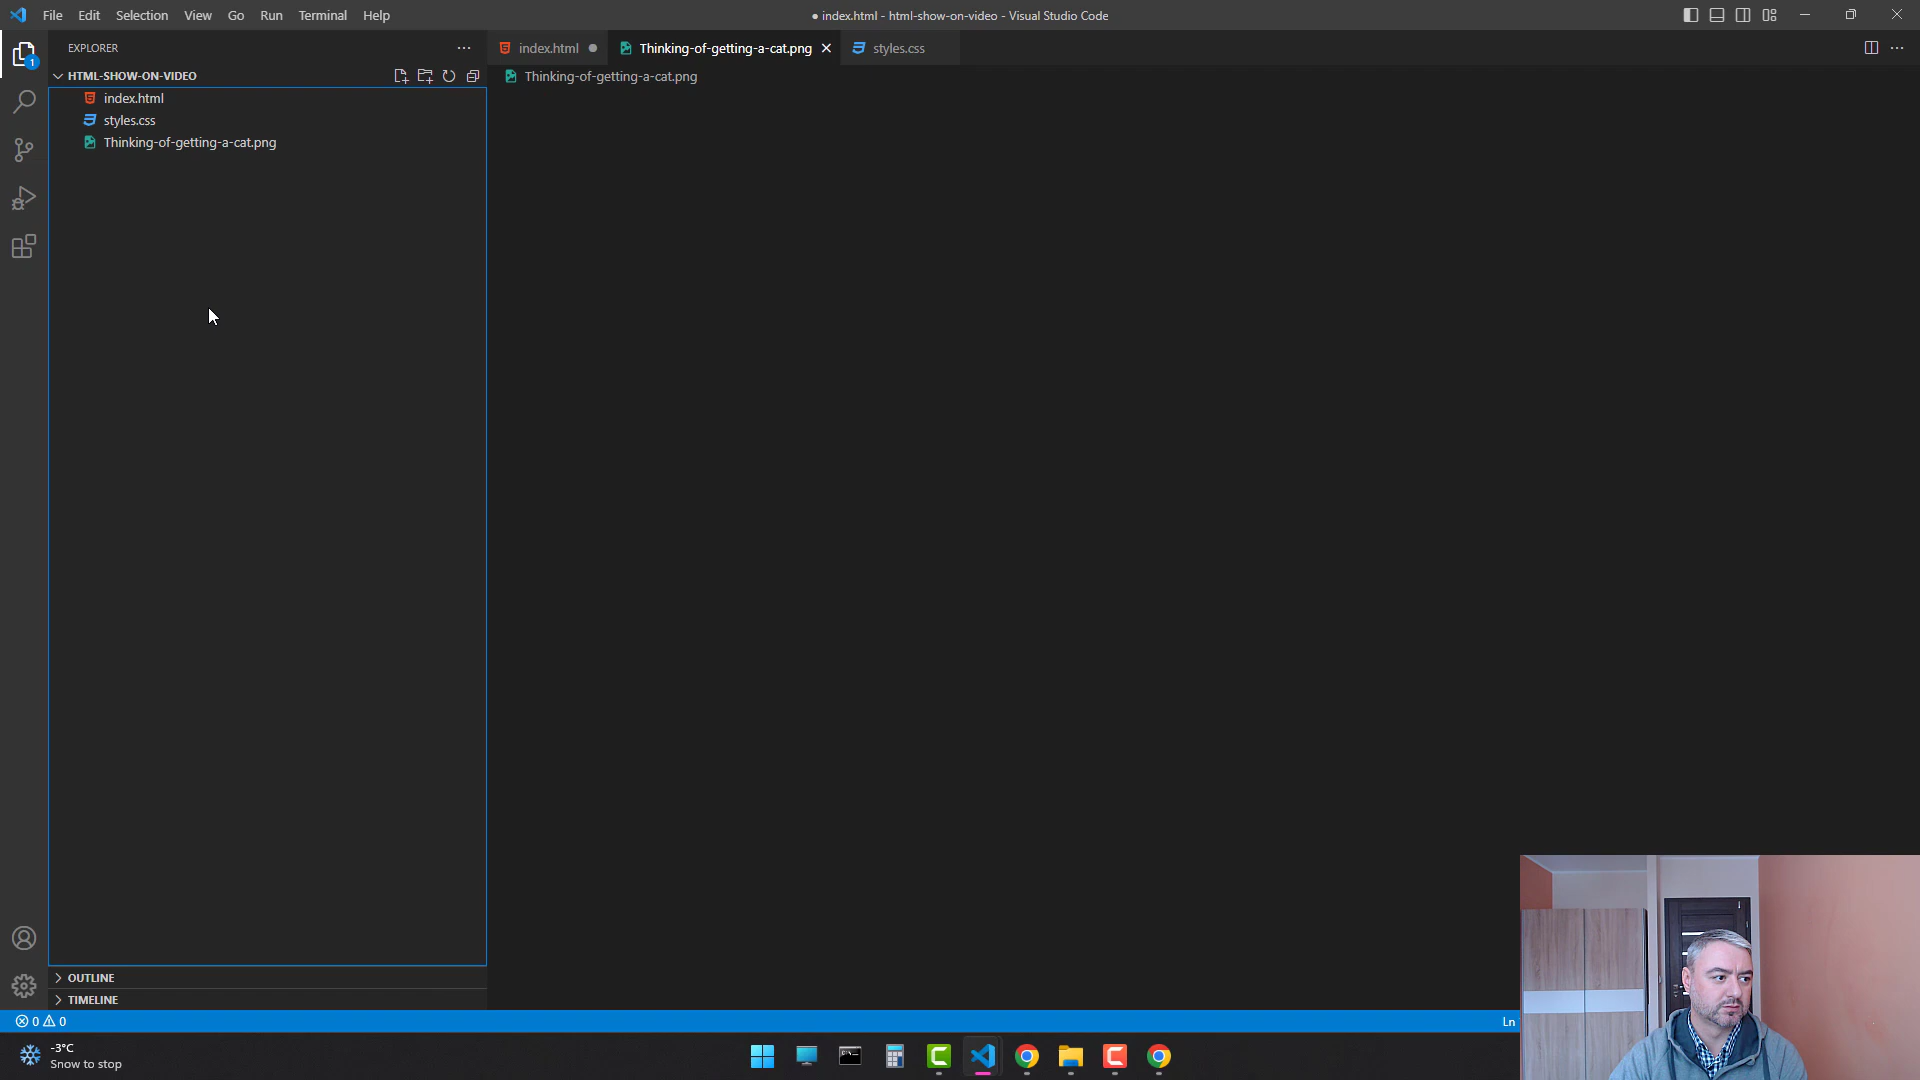 File Edit Selection View Go Run Terminal Help
● index.html - html-show-on-video - Visual Studio Code
EXPLORER
index.html
Thinking-of-getting-a-cat.png
styles.css
1
HTML-SHOW-ON-VIDEO
Thinking-of-getting-a-cat.png
index.html
styles.css
Thinking-of-getting-a-cat.png
OUTLINE
TIMELINE
0 0
Ln
-3°C
Snow to stop